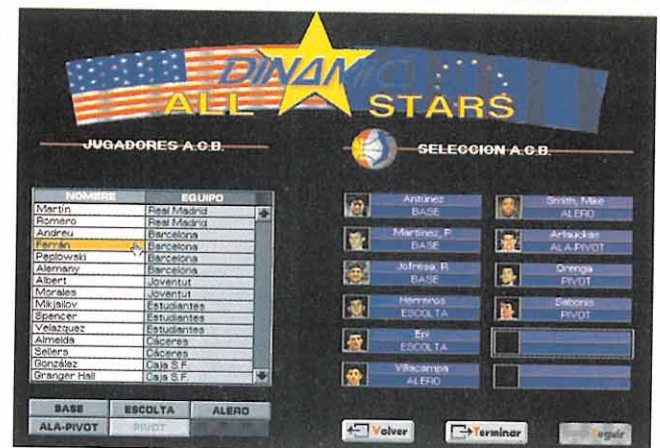 DINAMIC
ALL STARS
JUGADORES A.C.B.
NOMBRE EQUIPO
Martín Real Madrid
Romero Real Madrid
Andreu Barcelona
Ferrán Barcelona
Peplowski Barcelona
Alemany Barcelona
Albert Joventut
Morales Joventut
Mikjailov Estudiantes
Spencer Estudiantes
Velazquez Estudiantes
Almeida Cáceres
Sellers Cáceres
González Caja S.F.
Granger Hall Caja S.F.
BASE ESCOLTA ALERO
ALA-PIVOT PIVOT
SELECCION A.C.B.
Antúnez
BASE
Martínez, P.
BASE
Jofresa, R.
BASE
Herreros
ESCOLTA
Epi
ESCOLTA
Villacampa
ALERO
Smith, Mike
ALERO
Arlauckas
ALA-PIVOT
Orenga
PIVOT
Sabonis
PIVOT
Volver Terminar Seguir